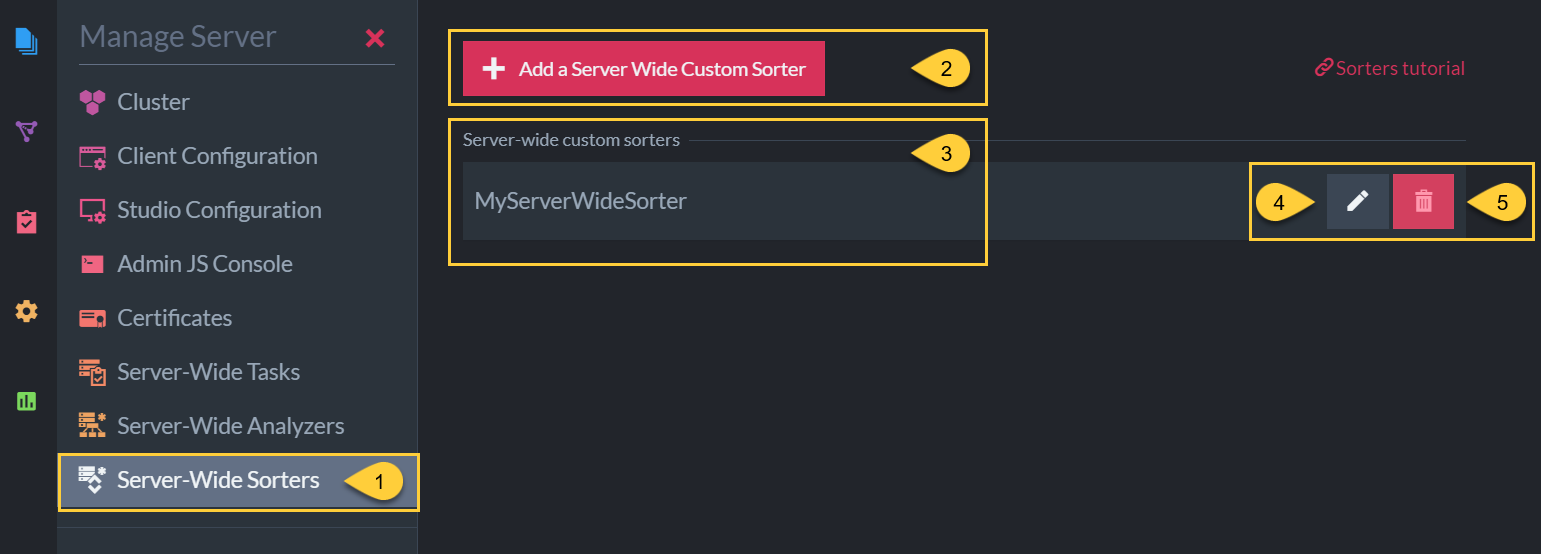 Manage Server
Cluster
Client Configuration
Studio Configuration
Admin JS Console
Certificates
Server-Wide Tasks
Server-Wide Analyzers
Server-Wide Sorters
1
Add a Server Wide Custom Sorter
2
Sorters tutorial
Server-wide custom sorters
3
MyServerWideSorter
4
5